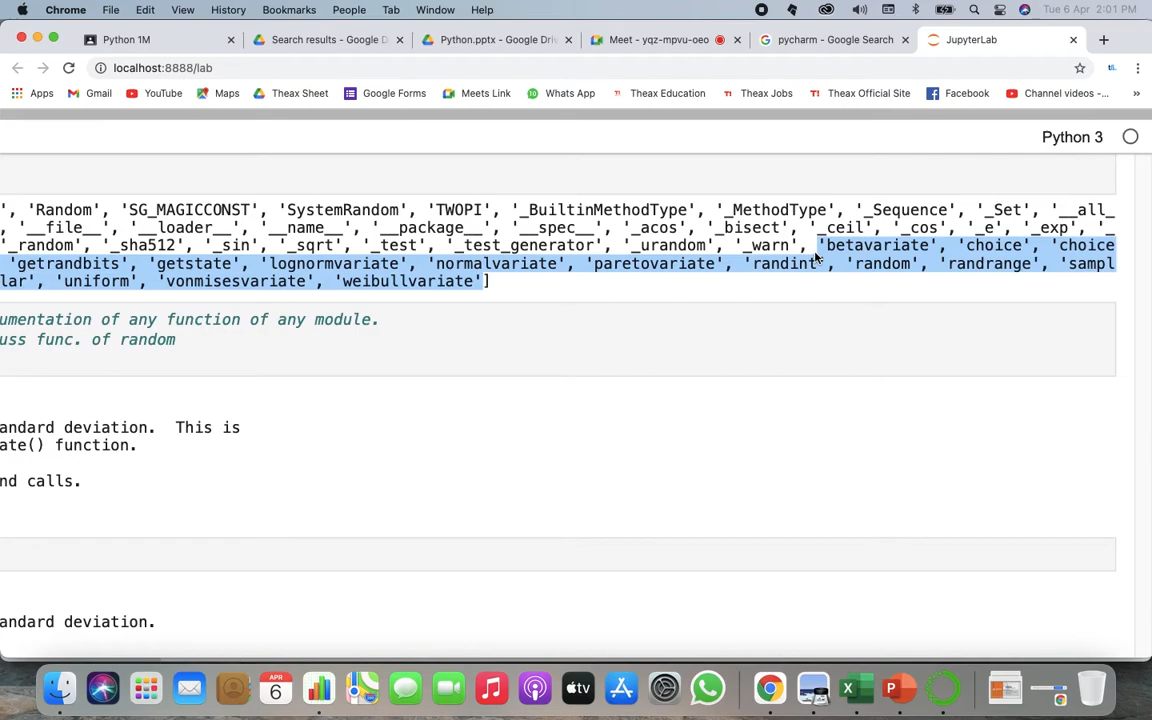 Chrome File Edit View History Bookmarks People Tab Window Help Tue 6 Apr 2:01 PM
Python 1M Search results - Google D Python.pptx - Google Driv Meet - yqz-mpvu-oeo pycharm - Google Search JupyterLab
localhost:8888/lab
Apps Gmail YouTube Maps Theax Sheet Google Forms Meets Link Whats App Theax Education Theax Jobs Theax Official Site Facebook Channel videos -... »
Python 3
', 'Random', 'SG_MAGICCONST', 'SystemRandom', 'TWOPI', '_BuiltinMethodType', '_MethodType', '_Sequence', '_Set', '__all_
__', '__file__', '__loader__', '__name__', '__package__', '__spec__', '_acos', '_bisect', '_ceil', '_cos', '_e', '_exp', '_
'_random', '_sha512', '_sin', '_sqrt', '_test', '_test_generator', '_urandom', '_warn', 'betavariate', 'choice', 'choice
'getrandbits', 'getstate', 'lognormvariate', 'normalvariate', 'paretovariate', 'randint', 'random', 'randrange', 'sampl
lar', 'uniform', 'vonmisesvariate', 'weibullvariate']
umentation of any function of any module.
uss func. of random
andard deviation. This is
ate() function.
nd calls.
andard deviation.
APR
6
tv